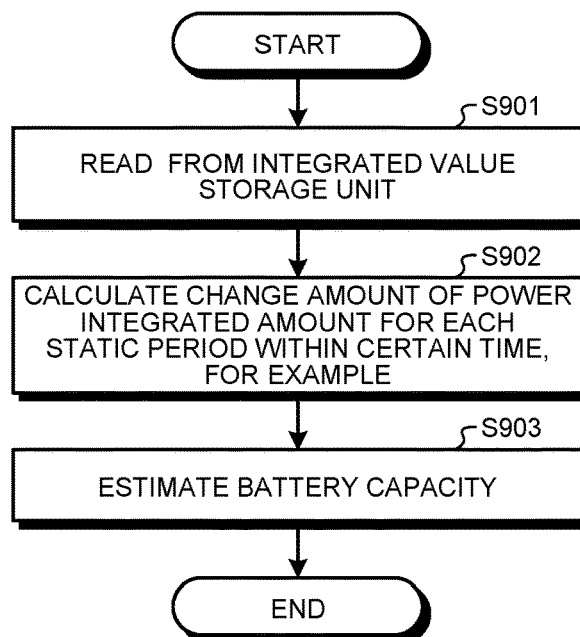 START
S901
READ FROM INTEGRATED VALUE
STORAGE UNIT
S902
CALCULATE CHANGE AMOUNT OF POWER
INTEGRATED AMOUNT FOR EACH
STATIC PERIOD WITHIN CERTAIN TIME,
FOR EXAMPLE
S903
ESTIMATE BATTERY CAPACITY
END